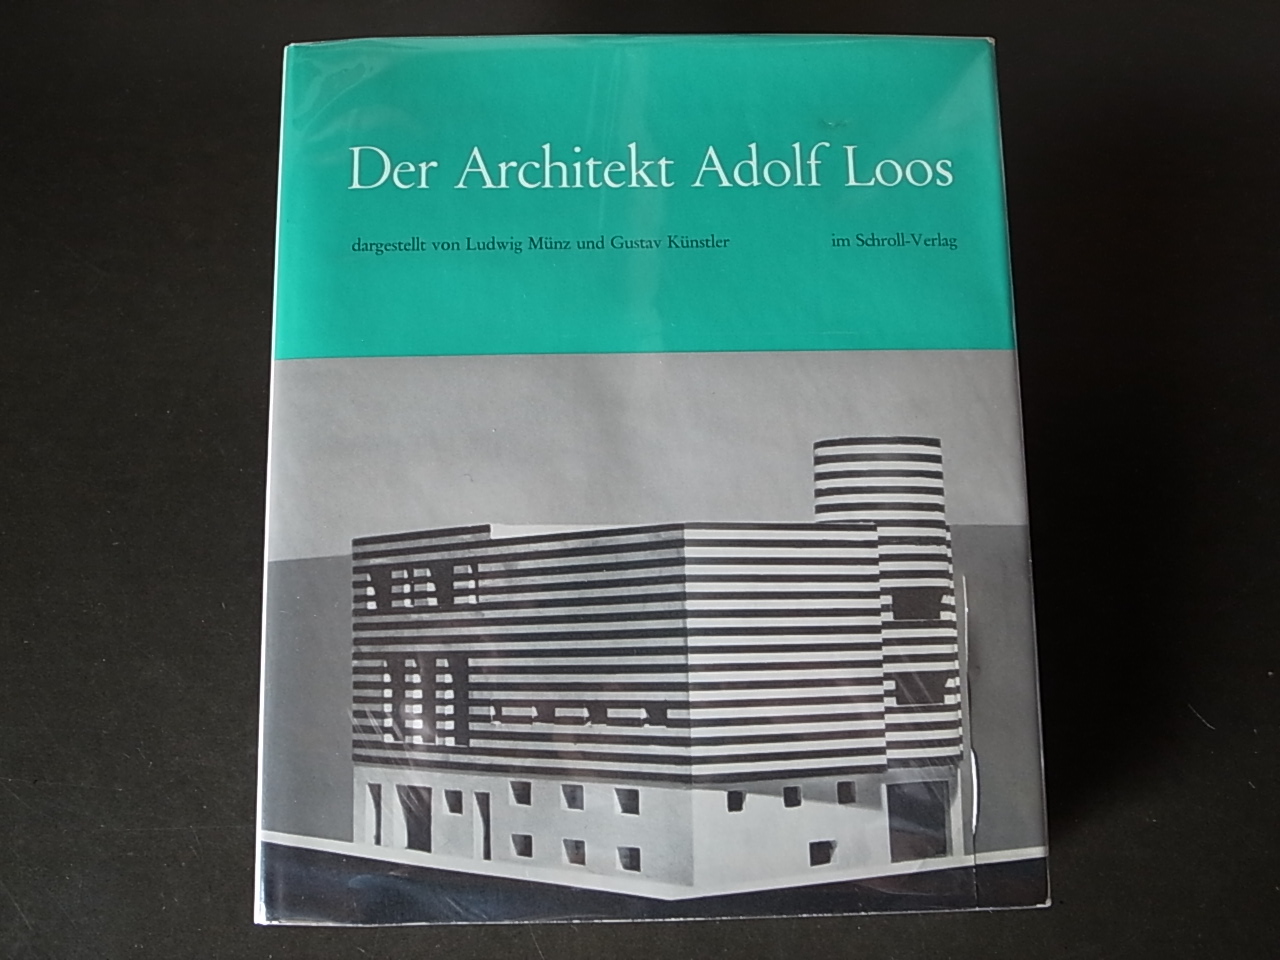 Der Architekt Adolf Loos
dargestellt von Ludwig Münz und Gustav Künstler im Schroll-Verlag